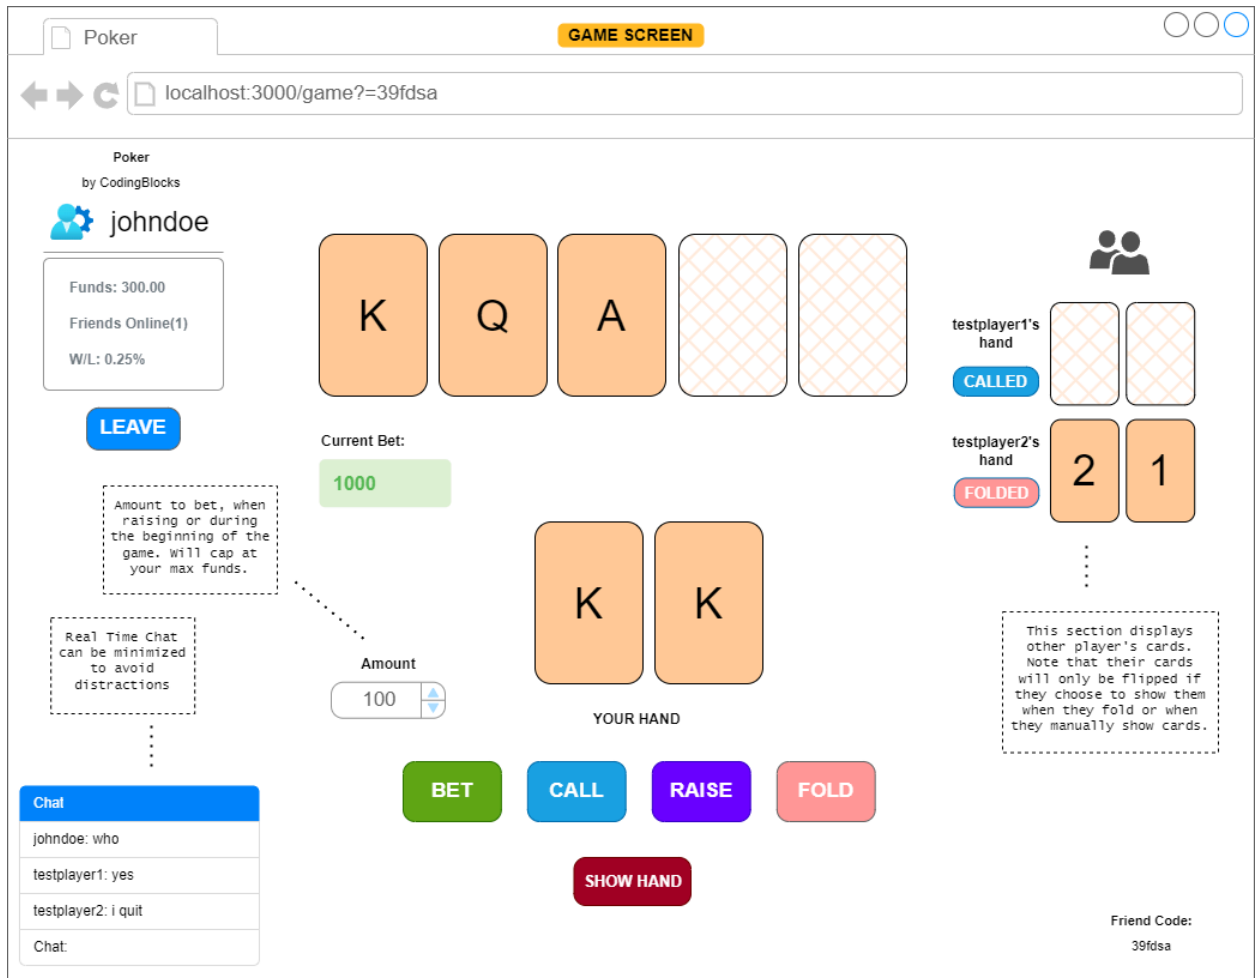 Poker
GAME SCREEN
localhost:3000/game?=39fdsa
Poker
by CodingBlocks
johndoe
Funds: 300.00
Friends Online(1)
W/L: 0.25%
LEAVE
K
Q
A
testplayer1's
hand
CALLED
testplayer2's
hand
FOLDED
2
1
Current Bet:
1000
Amount to bet, when
raising or during
the beginning of the
game. Will cap at
your max funds.
K
K
YOUR HAND
Real Time Chat
can be minimized
to avoid
distractions
Amount
100
This section displays
other player's cards.
Note that their cards
will only be flipped if
they choose to show them
when they fold or when
they manually show cards.
BET
CALL
RAISE
FOLD
SHOW HAND
Chat
johndoe: who
testplayer1: yes
testplayer2: i quit
Chat:
Friend Code:
39fdsa